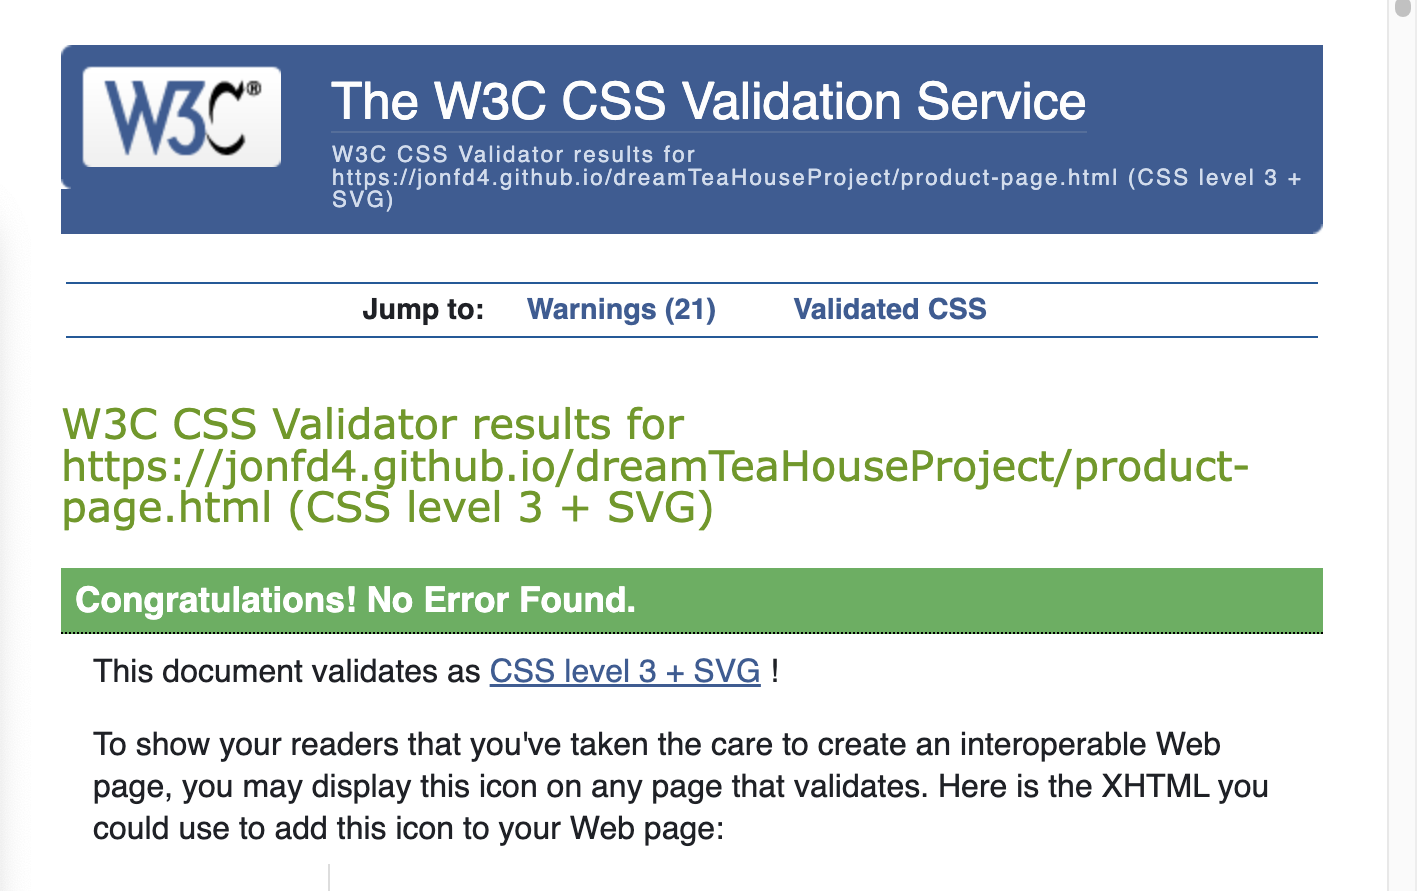 W3C®
The W3C CSS Validation Service
W3C CSS Validator results for
https://jonfd4.github.io/dreamTeaHouseProject/product-page.html (CSS level 3 +
SVG)
Jump to: Warnings (21) Validated CSS
W3C CSS Validator results for
https://jonfd4.github.io/dreamTeaHouseProject/product-
page.html (CSS level 3 + SVG)
Congratulations! No Error Found.
This document validates as CSS level 3 + SVG !
To show your readers that you've taken the care to create an interoperable Web
page, you may display this icon on any page that validates. Here is the XHTML you
could use to add this icon to your Web page: